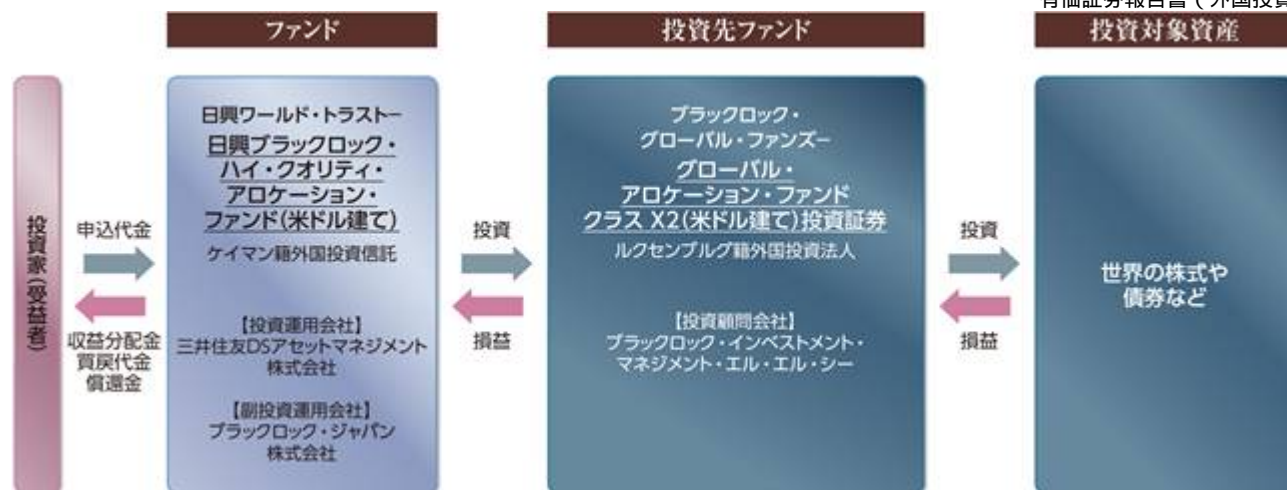 有価証券報告書(外国投資
ファンド
投資先ファンド
投資対象資産
投資家(受益者)
申込代金
収益分配金
買戻代金
償還金
日興ワールド・トラストー
日興ブラックロック・
ハイ・クオリティ・
アロケーション・
ファンド(米ドル建て)
ケイマン籍外国投資信託
【投資運用会社】
三井住友DSアセットマネジメント
株式会社
【副投資運用会社】
ブラックロック・ジャパン
株式会社
投資
損益
ブラックロック・
グローバル・ファンズー
グローバル・
アロケーション・ファンド
クラス X2(米ドル建て)投資証券
ルクセンブルグ籍外国投資法人
【投資顧問会社】
ブラックロック・インベストメント・
マネジメント・エル・エル・シー
投資
損益
世界の株式や
債券など